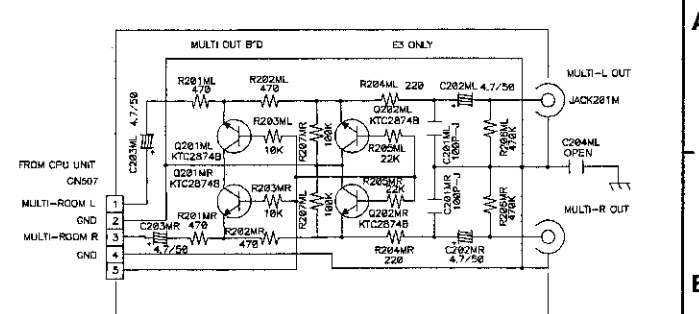 MULTI OUT B'D
E3 ONLY
A
R201ML
470
R202ML
470
R204ML 220
C202ML 4.7/50
MULTI-L OUT
JACK201M
C203ML 4.7/50
R203ML
10K
Q201ML
KTC2874B
R207MR
100K
Q202ML
KTC2874B
R205ML
22K
C201ML
100P-J
R206ML
470K
C204ML
OPEN
FROM CPU UNIT
CN507
Q201MR
KTC2874B
MULTI-ROOM L
1
GND
2
MULTI-ROOM R
3
GND
4
5
C203MR
4.7/50
R201MR
470
R202MR
470
R203MR
10K
R207ML
100K
R205MR
22K
Q202MR
KTC2874B
C201MR
100P-J
R206MR
470K
R204MR
220
C202MR
4.7/50
MULTI-R OUT